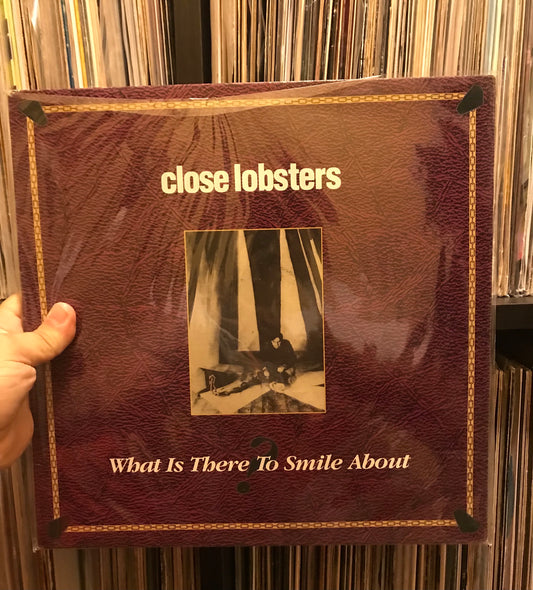 close lobsters
What Is There To Smile About
?